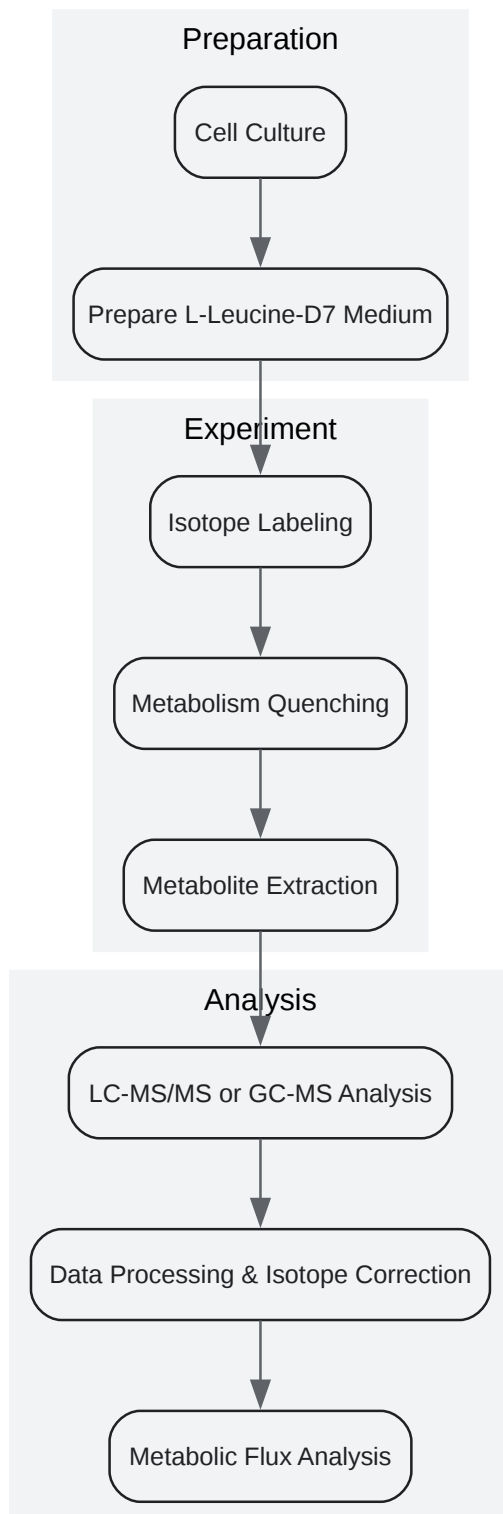 Preparation
Cell Culture
Prepare L-Leucine-D7 Medium
Experiment
Isotope Labeling
Metabolism Quenching
Metabolite Extraction
Analysis
LC-MS/MS or GC-MS Analysis
Data Processing & Isotope Correction
Metabolic Flux Analysis